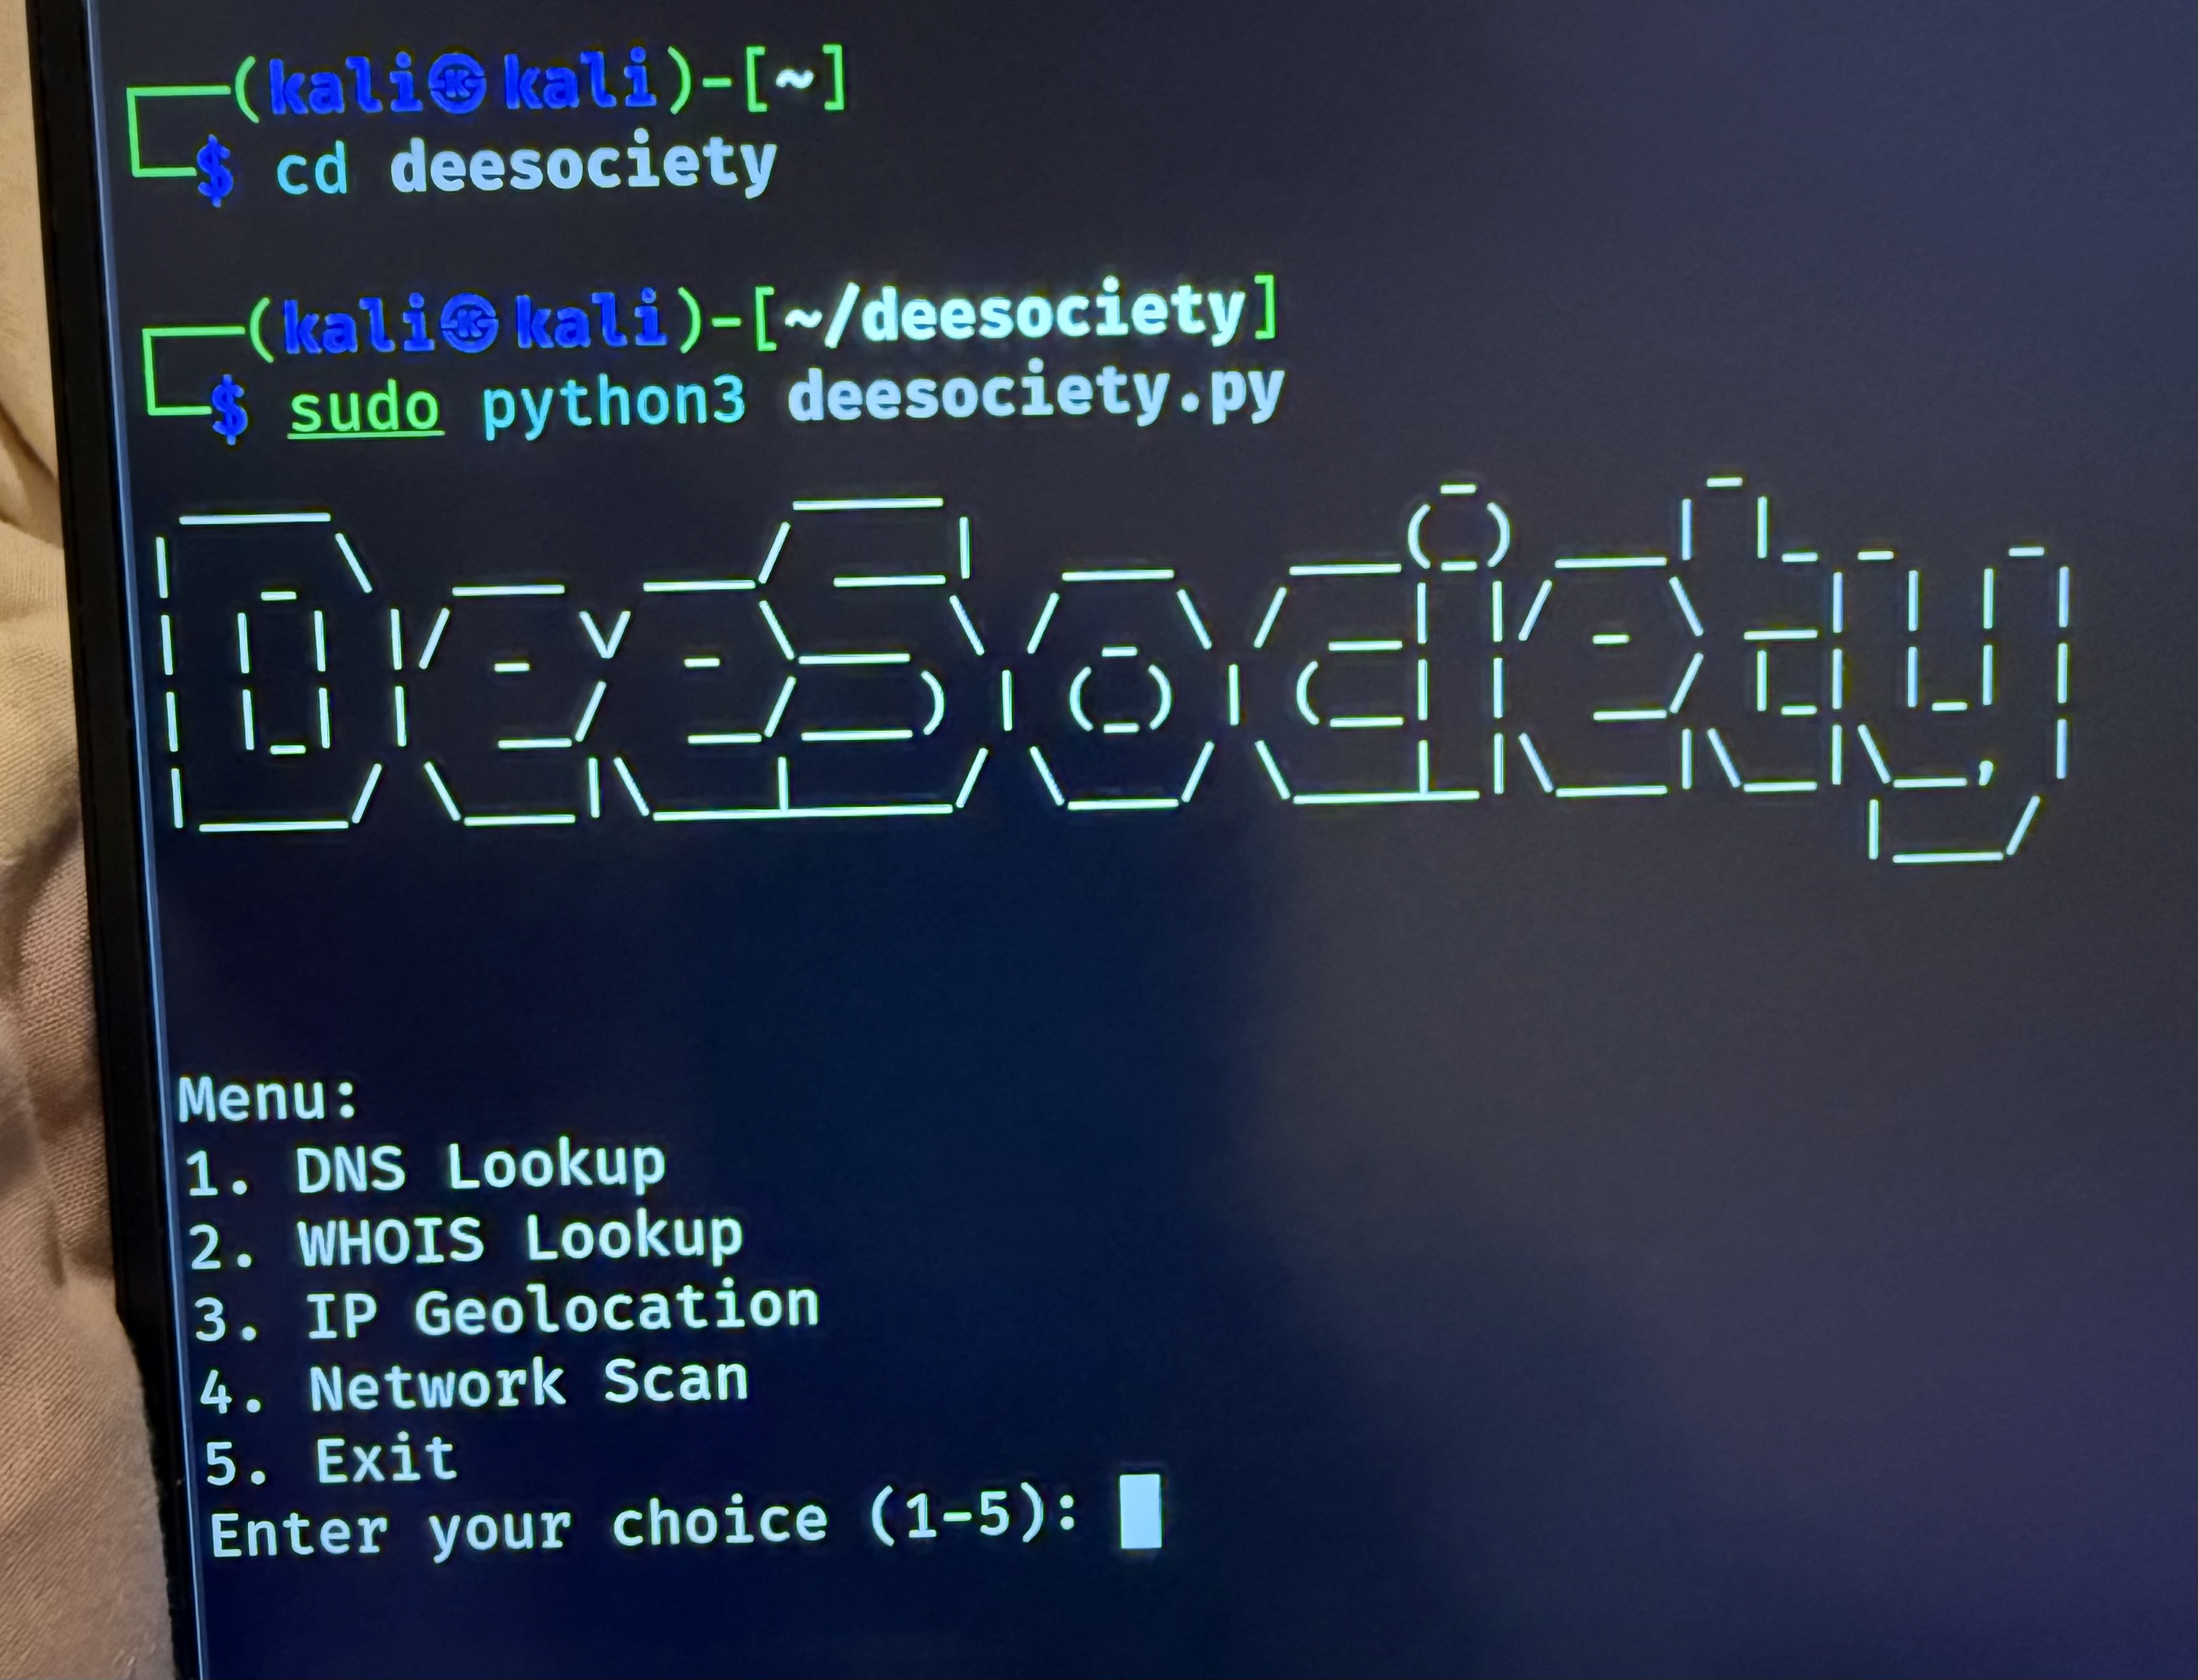 (kali㉿kali)-[~]
$ cd deesociety
(kali㉿kali)-[~/deesociety]
$ sudo python3 deesociety.py
DeeSociety
Menu:
1. DNS Lookup
2. WHOIS Lookup
3. IP Geolocation
4. Network Scan
5. Exit
Enter your choice (1-5):